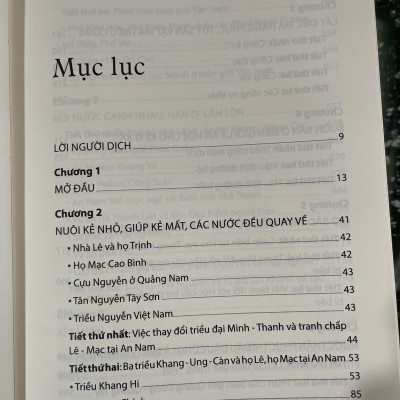 Mục lục
LỜI NGƯỜI DỊCH 9
Chương 1
MỞ ĐẦU 13
Chương 2
NUÔI KẺ NHỎ, GIÚP KẺ MẤT, CÁC NƯỚC ĐỀU QUAY VỀ 41
• Nhà Lê và họ Trịnh 42
• Họ Mạc Cao Bình 42
• Cựu Nguyễn ở Quảng Nam 43
• Tân Nguyễn Tây Sơn 43
• Triều Nguyễn Việt Nam 43
Tiết thứ nhất: Việc thay đổi triều đại Minh - Thanh và tranh chấp
Lê - Mạc tại An Nam 44
Tiết thứ hai: Ba triều Khang - Ung - Càn và họ Lê, họ Mạc tại An Nam 53
• Triều Khang Hi 53
85